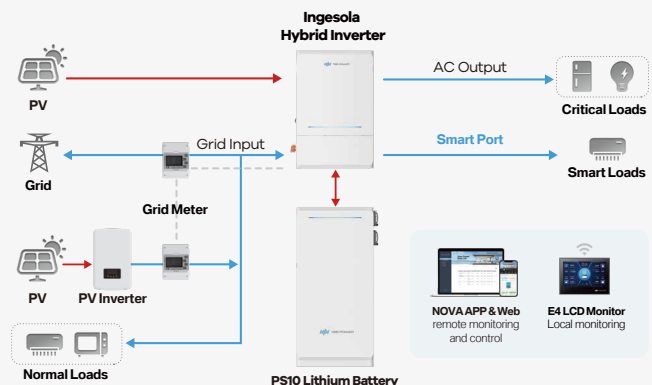 Ingesola
Hybrid Inverter
PV
AC Output
Critical Loads
Grid Input
Smart Port
Grid
Smart Loads
Grid Meter
PV
PV Inverter
NOVA APP & Web
remote monitoring
and control
E4 LCD Monitor
Local monitoring
Normal Loads
PS10 Lithium Battery